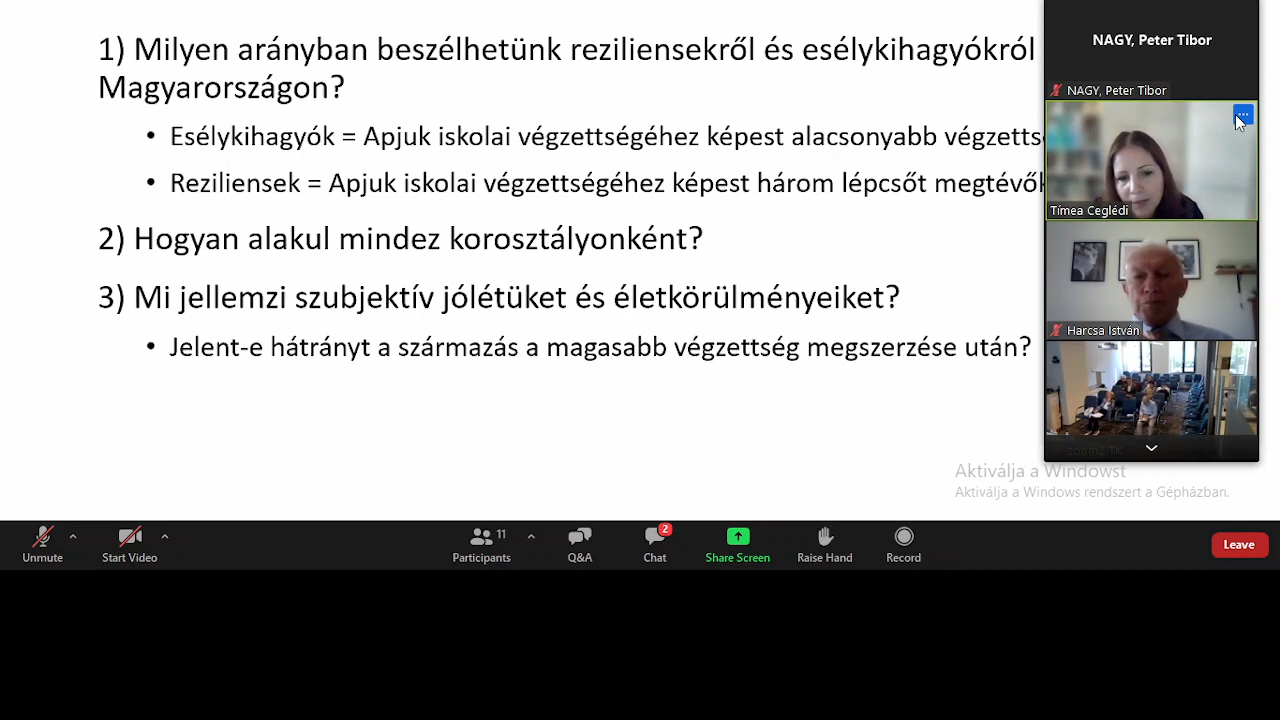 1) Milyen arányban beszélhetünk reziliensekről és esélykihagyókról
Magyarországon?
• Esélykihagyók = Apjuk iskolai végzettségéhez képest alacsonyabb
• Reziliensek = Apjuk iskolai végzettségéhez képest három lépcsőt megtévők
2) Hogyan alakul mindez korosztályonként?
3) Mi jellemzi szubjektív jólétüket és életkörülményeiket?
• Jelent-e hátrányt a származás a magasabb végzettség megszerzése után?
NAGY, Peter Tibor
NAGY, Peter Tibor
Tímea Ceglédi
Harcsa István
Aktiválja a Windowst
Aktiválja a Windows rendszert a Gépházban.
Unmute
Start Video
Participants
11
Q&A
Chat
2
Share Screen
Raise Hand
Record
Leave